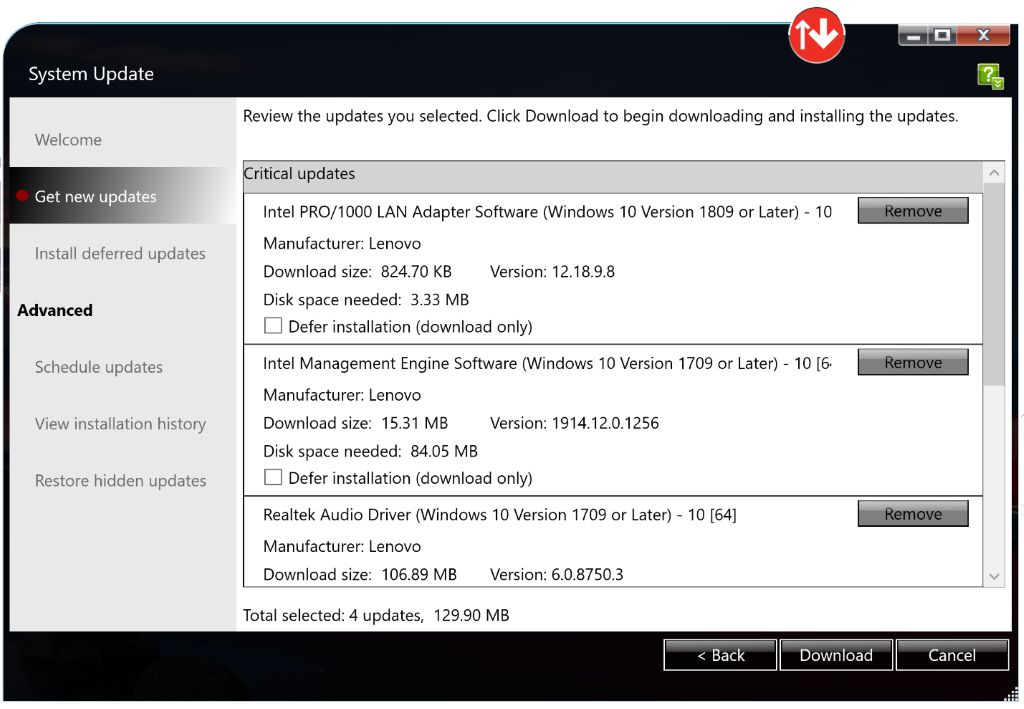 System Update
Welcome
Get new updates
Install deferred updates
Advanced
Schedule updates
View installation history
Restore hidden updates
Review the updates you selected. Click Download to begin downloading and installing the updates.
Critical updates
Intel PRO/1000 LAN Adapter Software (Windows 10 Version 1809 or Later) - 10
Remove
Manufacturer: Lenovo
Download size: 824.70 KB Version: 12.18.9.8
Disk space needed: 3.33 MB
Defer installation (download only)
Intel Management Engine Software (Windows 10 Version 1709 or Later) - 10 [64
Remove
Manufacturer: Lenovo
Download size: 15.31 MB Version: 1914.12.0.1256
Disk space needed: 84.05 MB
Defer installation (download only)
Realtek Audio Driver (Windows 10 Version 1709 or Later) - 10 [64]
Remove
Manufacturer: Lenovo
Download size: 106.89 MB Version: 6.0.8750.3
Total selected: 4 updates, 129.90 MB
< Back
Download
Cancel